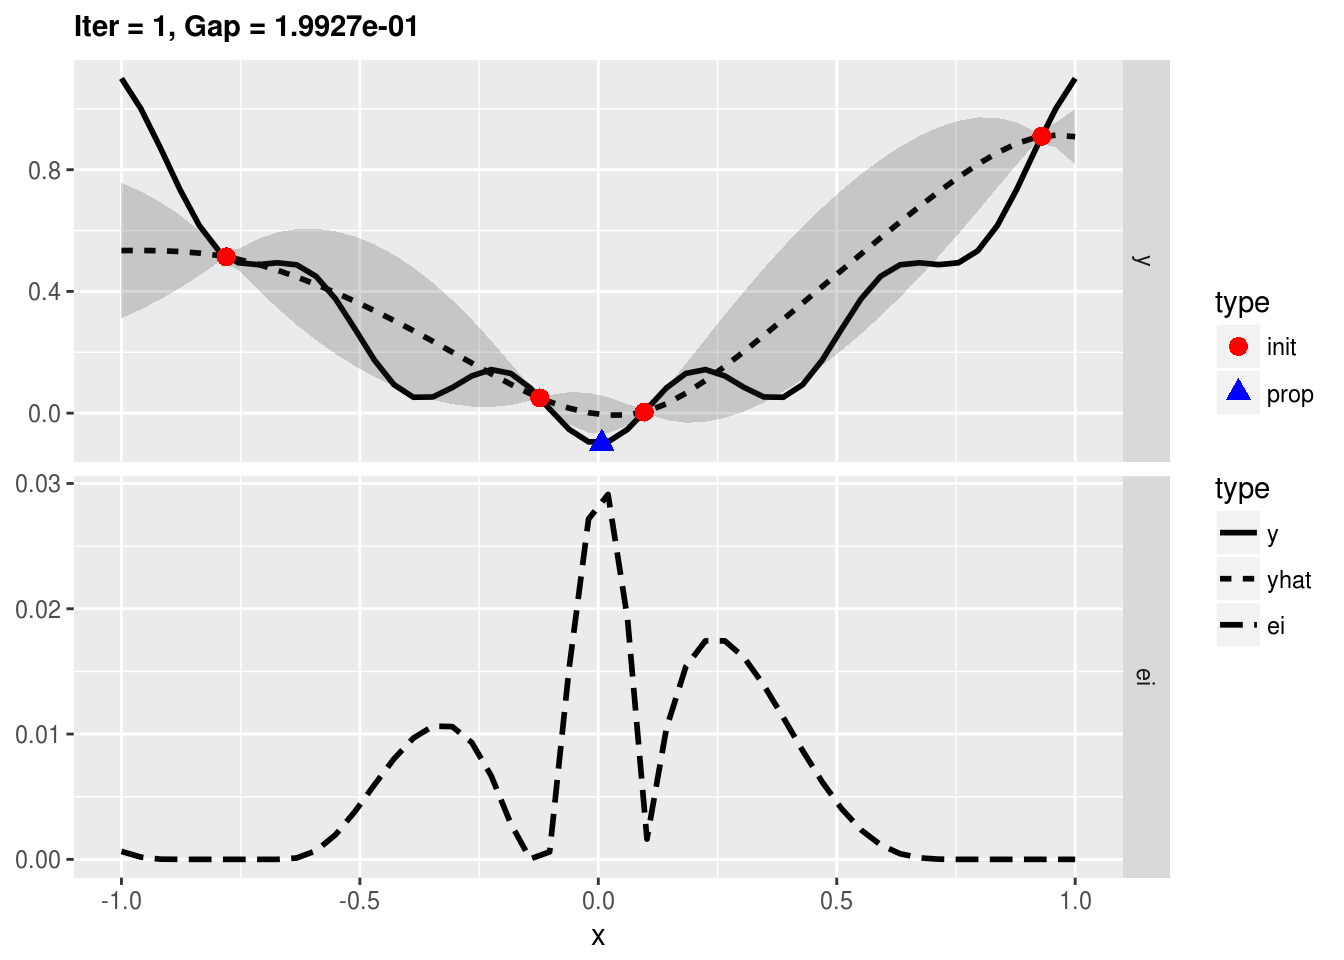 Iter = 1, Gap = 1.9927e-01
0.8
0.4
0.0
y
0.03
0.02
0.01
0.00
ei
-1.0 -0.5 0.0 0.5 1.0
x
type
init
prop
type
y
yhat
ei